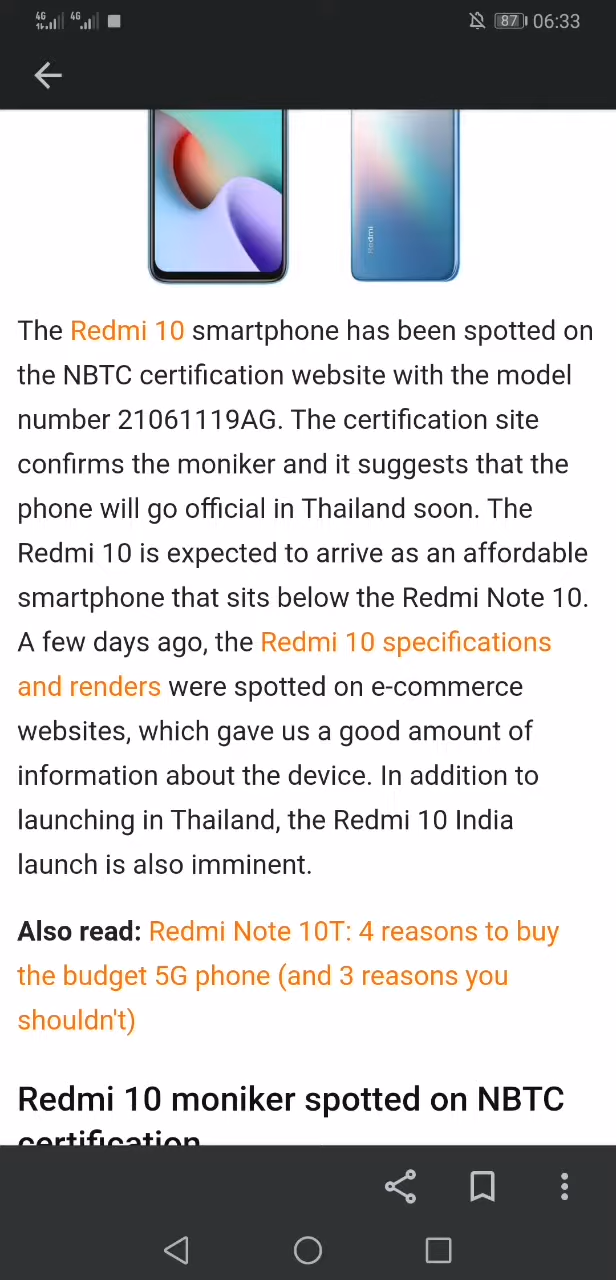 4G 4G 87 06:33
Redmi
The Redmi 10 smartphone has been spotted on
the NBTC certification website with the model
number 21061119AG. The certification site
confirms the moniker and it suggests that the
phone will go official in Thailand soon. The
Redmi 10 is expected to arrive as an affordable
smartphone that sits below the Redmi Note 10.
A few days ago, the Redmi 10 specifications
and renders were spotted on e-commerce
websites, which gave us a good amount of
information about the device. In addition to
launching in Thailand, the Redmi 10 India
launch is also imminent.
Also read: Redmi Note 10T: 4 reasons to buy
the budget 5G phone (and 3 reasons you
shouldn't)
Redmi 10 moniker spotted on NBTC
certification